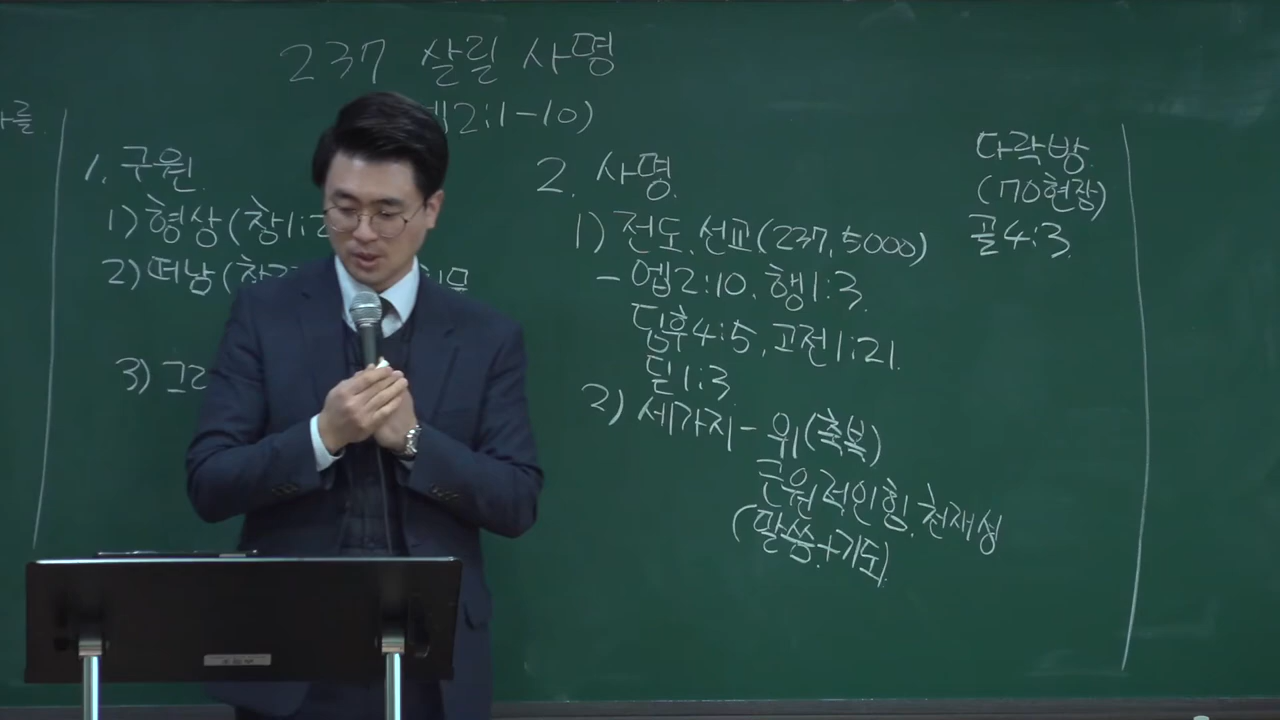 237 살릴 사명
2:1-10)
를.
1. 구원.
1) 형상(창1:2
2) 떠남(창
3) 그
2. 사명.
1) 전도.선교(237,5000)
- 엡2:10. 행1:3.
딤후4:5. 고전1:21.
딛1:3
2) 세가지 - 위(축복)
근원적인힘.천재성
(말씀.+기도).
다락방.
(70현장)
골4:3.